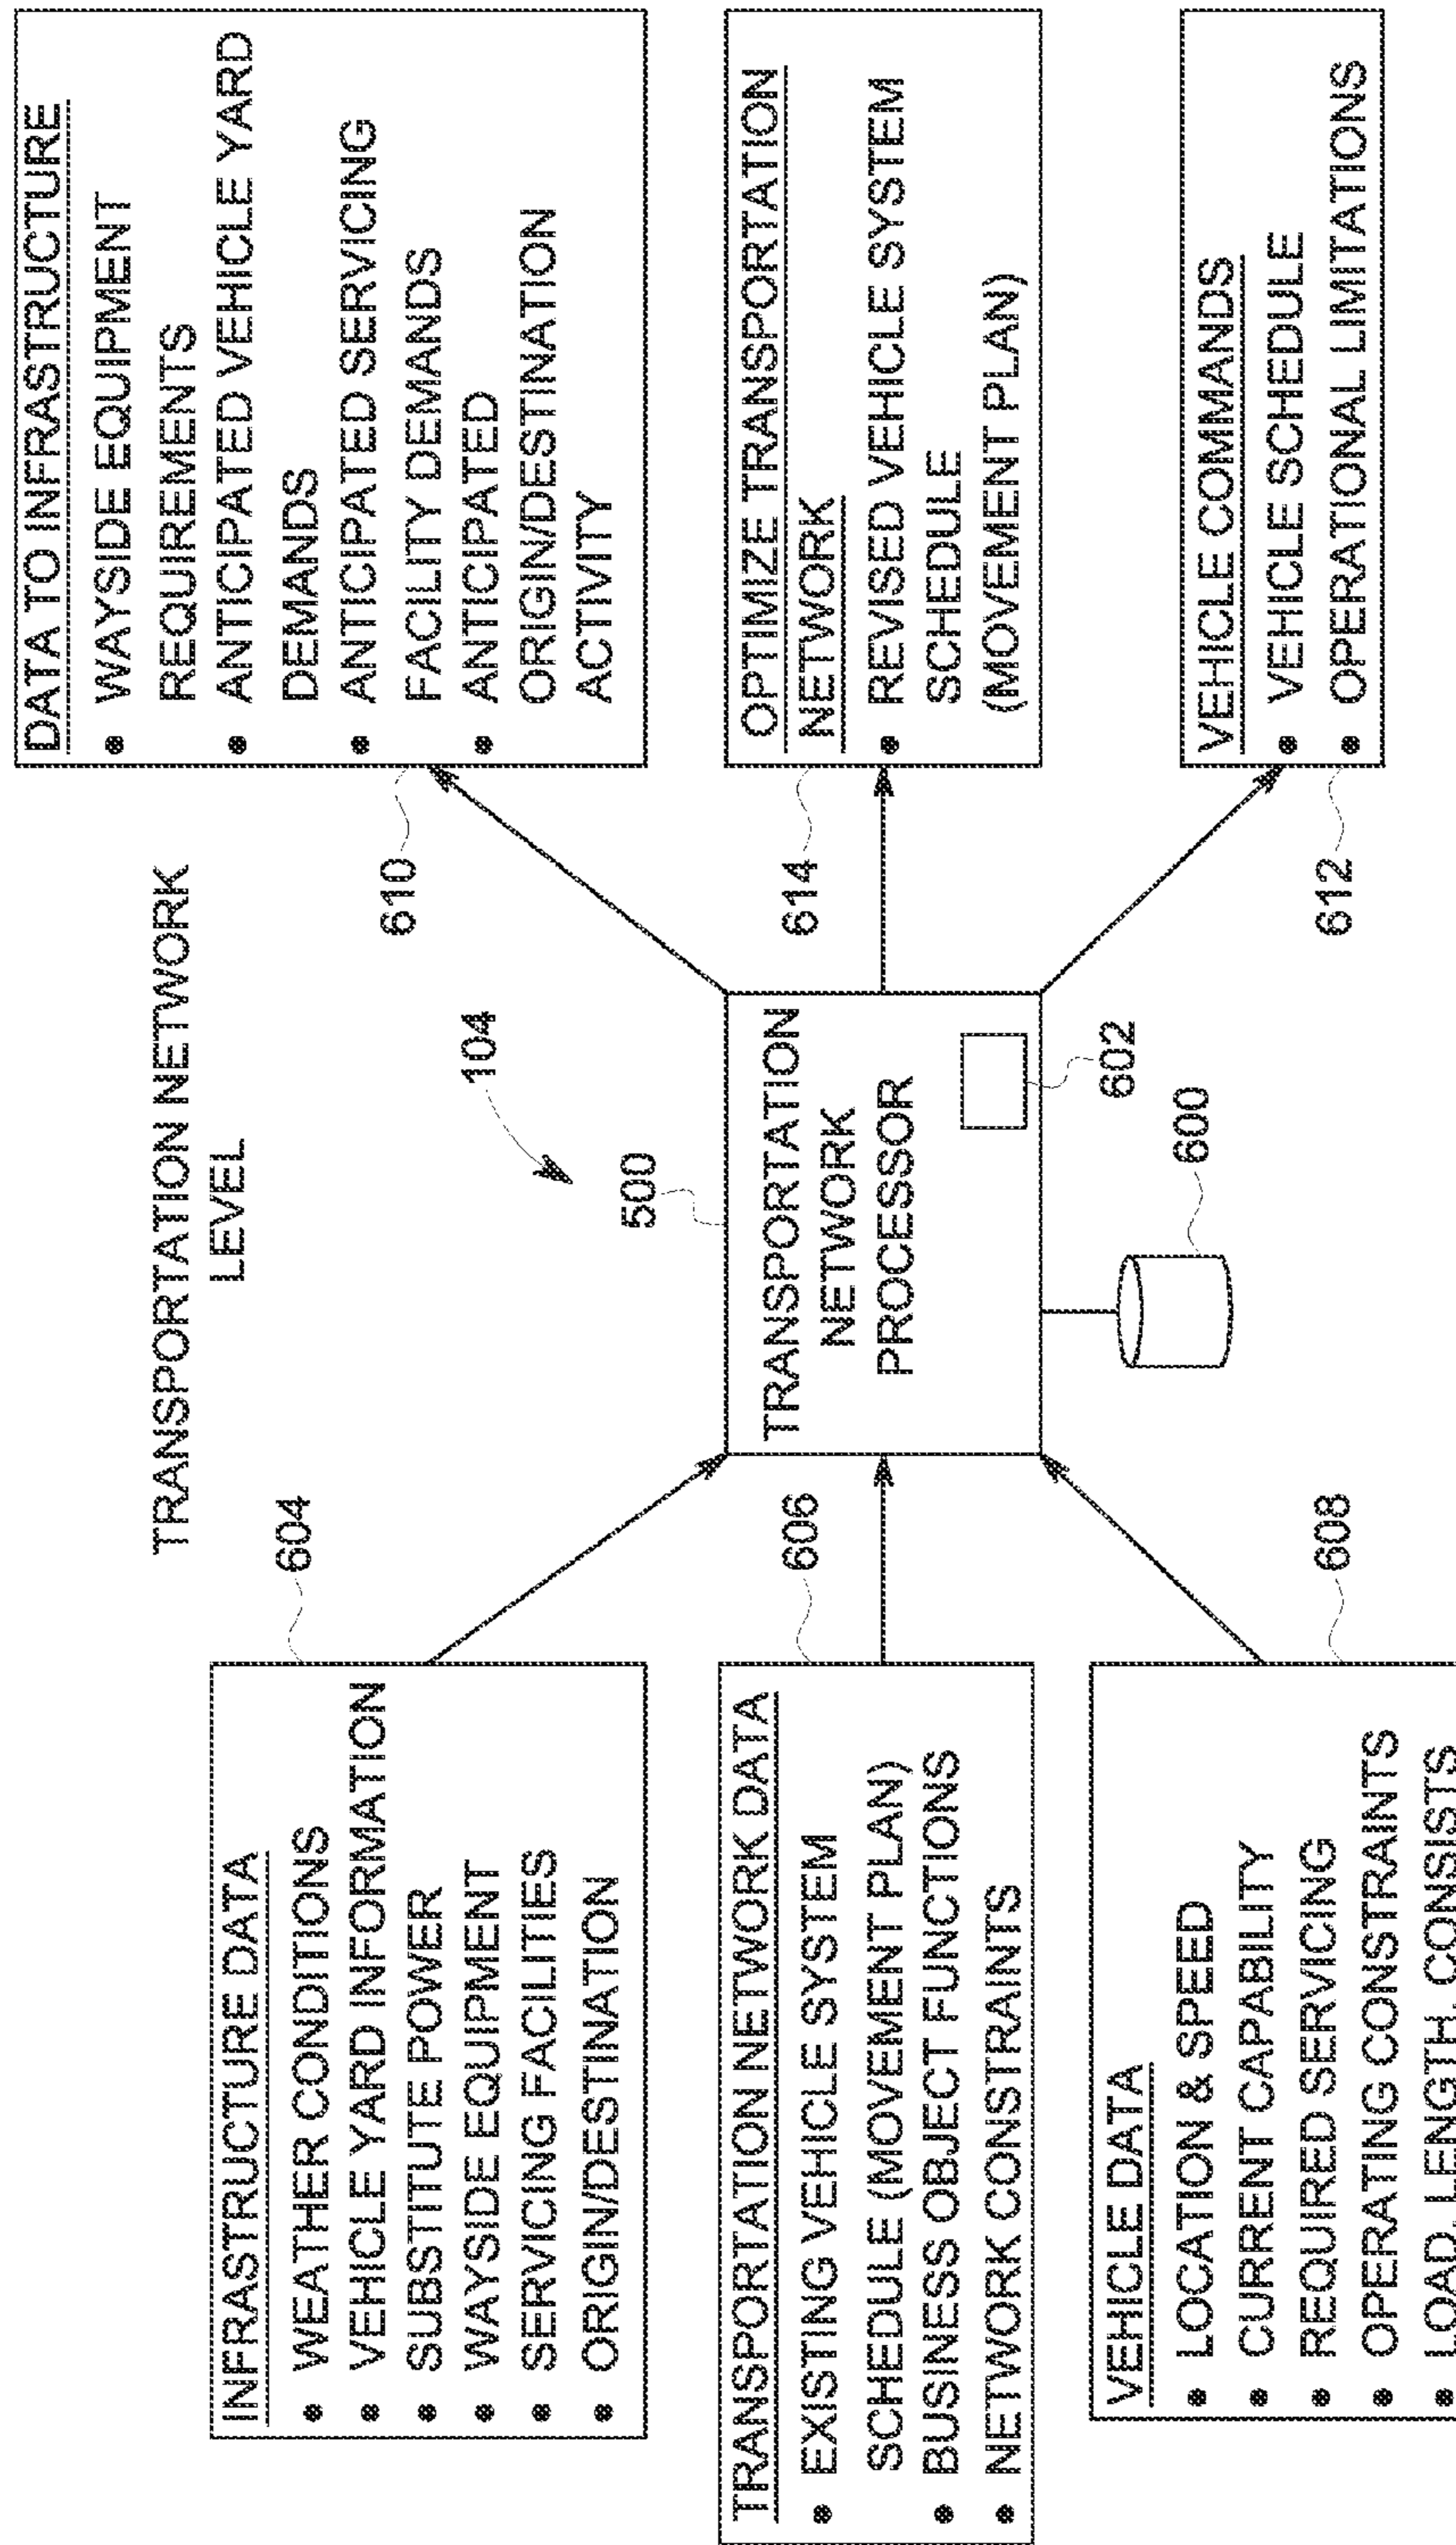 TRANSPORTATION NETWORK
LEVEL
104
INFRASTRUCTURE DATA
• WEATHER CONDITIONS
• VEHICLE YARD INFORMATION
• SUBSTITUTE POWER
• WAYSIDE EQUIPMENT
• SERVICING FACILITIES
• ORIGIN/DESTINATION
604
TRANSPORTATION NETWORK DATA
• EXISTING VEHICLE SYSTEM
SCHEDULE (MOVEMENT PLAN)
• BUSINESS OBJECT FUNCTIONS
• NETWORK CONSTRAINTS
606
VEHICLE DATA
• LOCATION & SPEED
• CURRENT CAPABILITY
• REQUIRED SERVICING
• OPERATING CONSTRAINTS
• LOAD, LENGTH, CONSISTS
608
500
TRANSPORTATION
NETWORK
PROCESSOR
602
600
DATA TO INFRASTRUCTURE
• WAYSIDE EQUIPMENT
REQUIREMENTS
• ANTICIPATED VEHICLE YARD
DEMANDS
• ANTICIPATED SERVICING
FACILITY DEMANDS
• ANTICIPATED
ORIGIN/DESTINATION
ACTIVITY
610
OPTIMIZE TRANSPORTATION
NETWORK
• REVISED VEHICLE SYSTEM
SCHEDULE
(MOVEMENT PLAN)
614
VEHICLE COMMANDS
• VEHICLE SCHEDULE
• OPERATIONAL LIMITATIONS
612